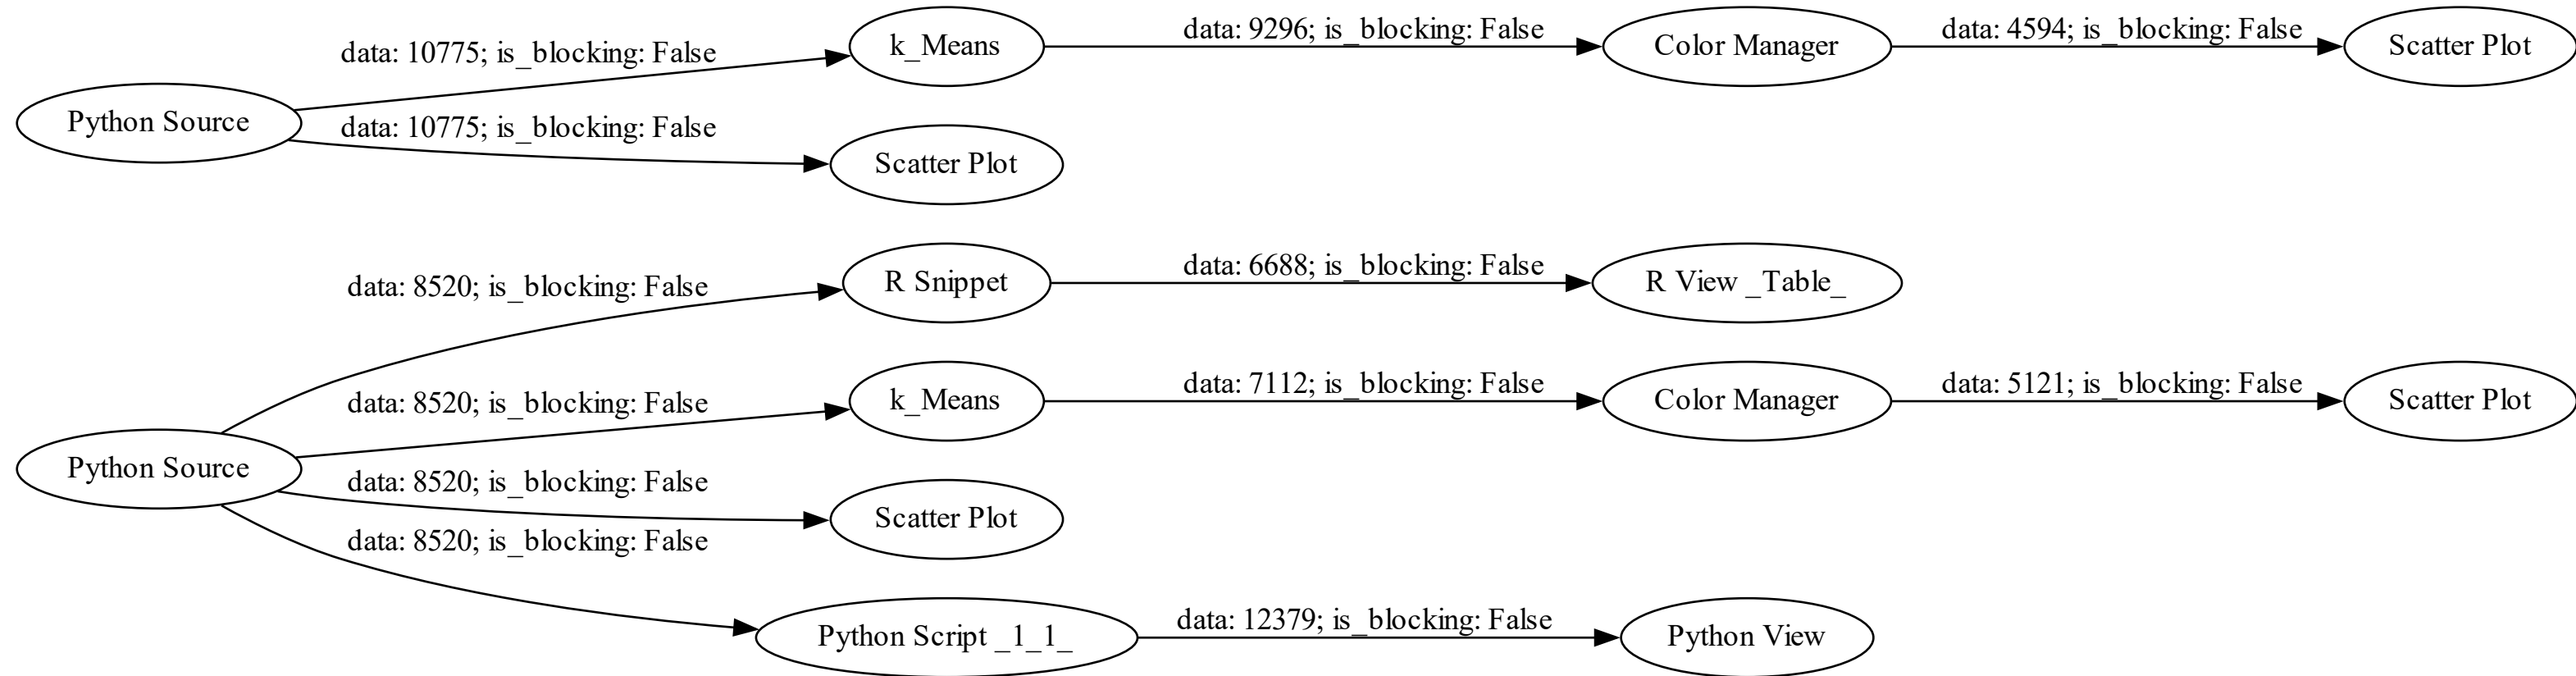 data: 10775; is_blocking: False
k_Means
data: 9296; is_blocking: False
Color Manager
data: 4594; is_blocking: False
Scatter Plot
Python Source
data: 10775; is_blocking: False
Scatter Plot
data: 8520; is_blocking: False
R Snippet
data: 6688; is_blocking: False
R View _Table_
data: 8520; is_blocking: False
k_Means
data: 7112; is_blocking: False
Color Manager
data: 5121; is_blocking: False
Scatter Plot
Python Source
data: 8520; is_blocking: False
Scatter Plot
data: 8520; is_blocking: False
Python Script _1_1_
data: 12379; is_blocking: False
Python View